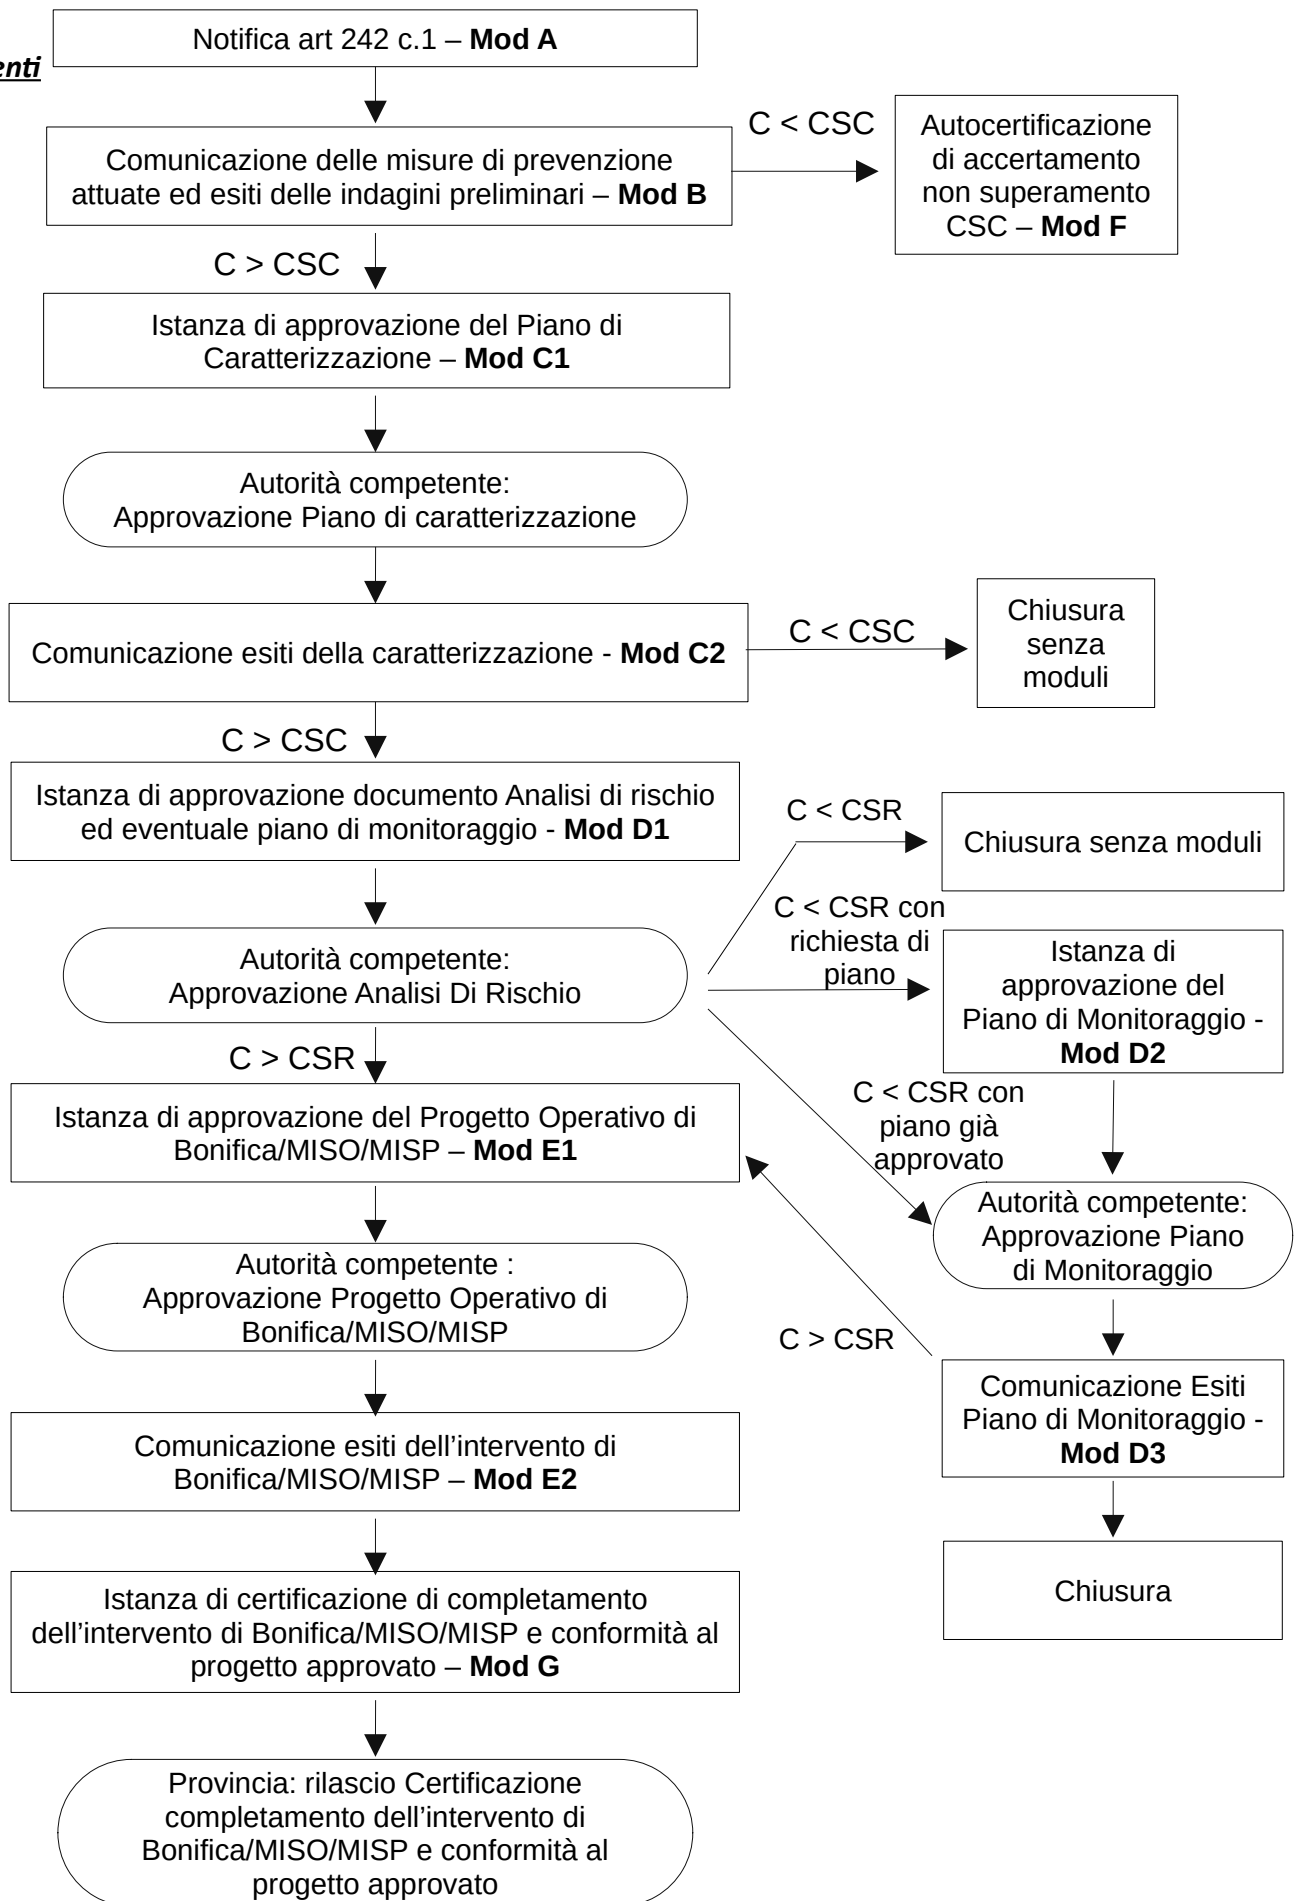 Notifica art 242 c.1 – Mod A
enti
Comunicazione delle misure di prevenzione
attuate ed esiti delle indagini preliminari – Mod B
C < CSC
Autocertificazione
di accertamento
non superamento
CSC – Mod F
C > CSC
Istanza di approvazione del Piano di
Caratterizzazione – Mod C1
Autorità competente:
Approvazione Piano di caratterizzazione
Comunicazione esiti della caratterizzazione - Mod C2
C < CSC
Chiusura
senza
moduli
C > CSC
Istanza di approvazione documento Analisi di rischio
ed eventuale piano di monitoraggio - Mod D1
C < CSR
Chiusura senza moduli
Autorità competente:
Approvazione Analisi Di Rischio
C < CSR con
richiesta di
piano
Istanza di
approvazione del
Piano di Monitoraggio -
Mod D2
C > CSR
Istanza di approvazione del Progetto Operativo di
Bonifica/MISO/MISP – Mod E1
C < CSR con
piano già
approvato
Autorità competente:
Approvazione Piano
di Monitoraggio
Autorità competente :
Approvazione Progetto Operativo di
Bonifica/MISO/MISP
C > CSR
Comunicazione Esiti
Piano di Monitoraggio -
Mod D3
Comunicazione esiti dell’intervento di
Bonifica/MISO/MISP – Mod E2
Chiusura
Istanza di certificazione di completamento
dell’intervento di Bonifica/MISO/MISP e conformità al
progetto approvato – Mod G
Provincia: rilascio Certificazione
completamento dell’intervento di
Bonifica/MISO/MISP e conformità al
progetto approvato